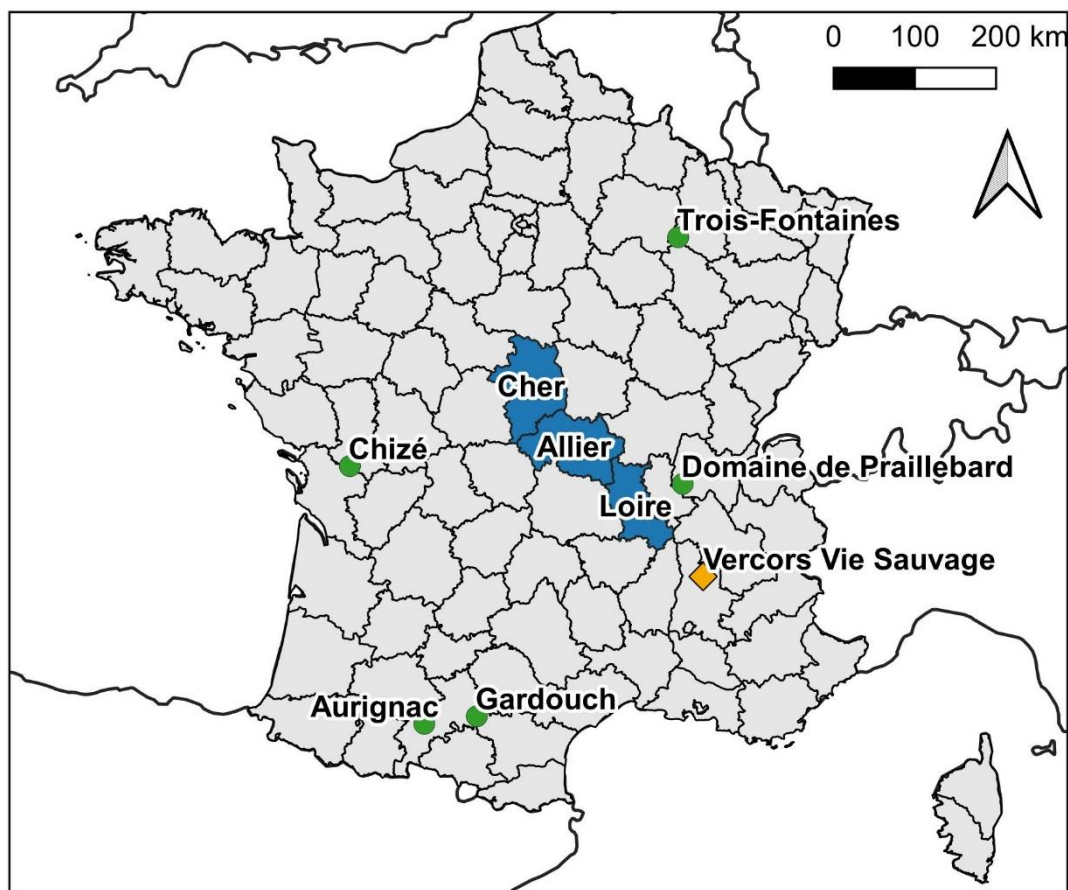 0 100 200 km
Trois-Fontaines
Cher
Allier
Chizé
Domaine de Praillebard
Loire
Vercors Vie Sauvage
Aurignac
Gardouch